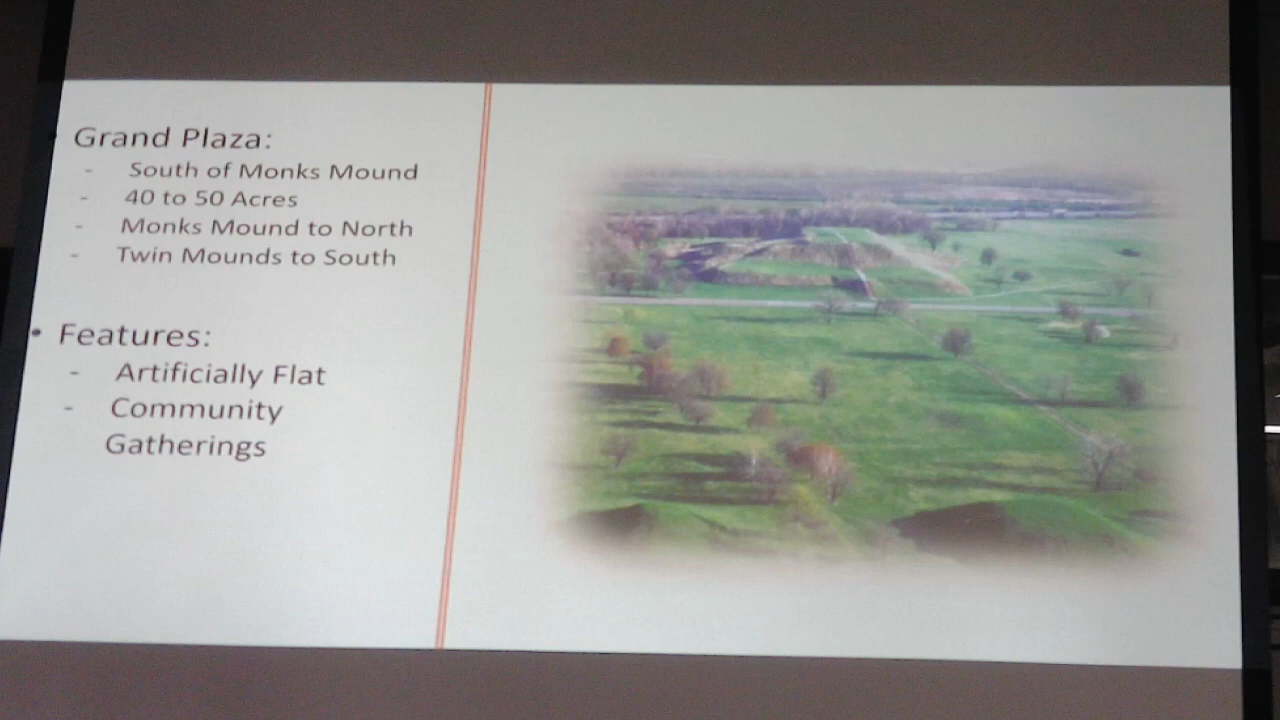 • Grand Plaza:
- South of Monks Mound
- 40 to 50 Acres
- Monks Mound to North
- Twin Mounds to South
• Features:
- Artificially Flat
- Community
Gatherings